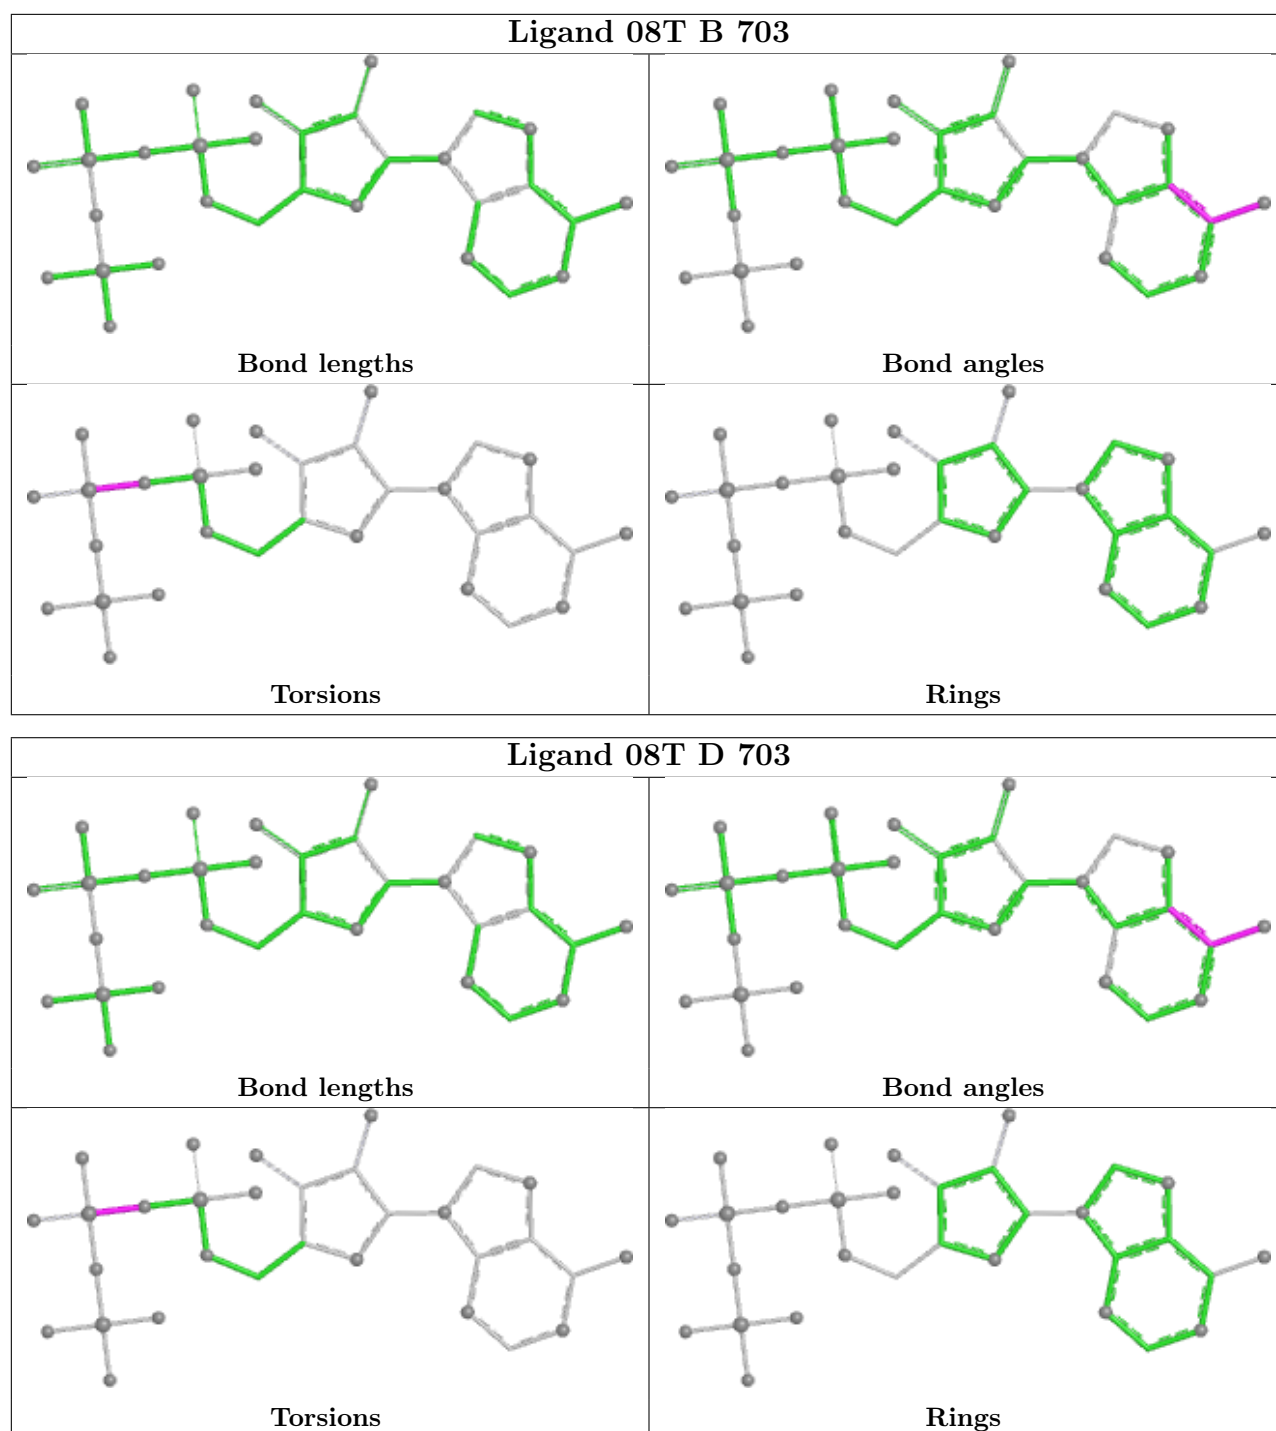 Ligand 08T B 703
Bond lengths
Bond angles
Torsions
Rings
Ligand 08T D 703
Bond lengths
Bond angles
Torsions
Rings